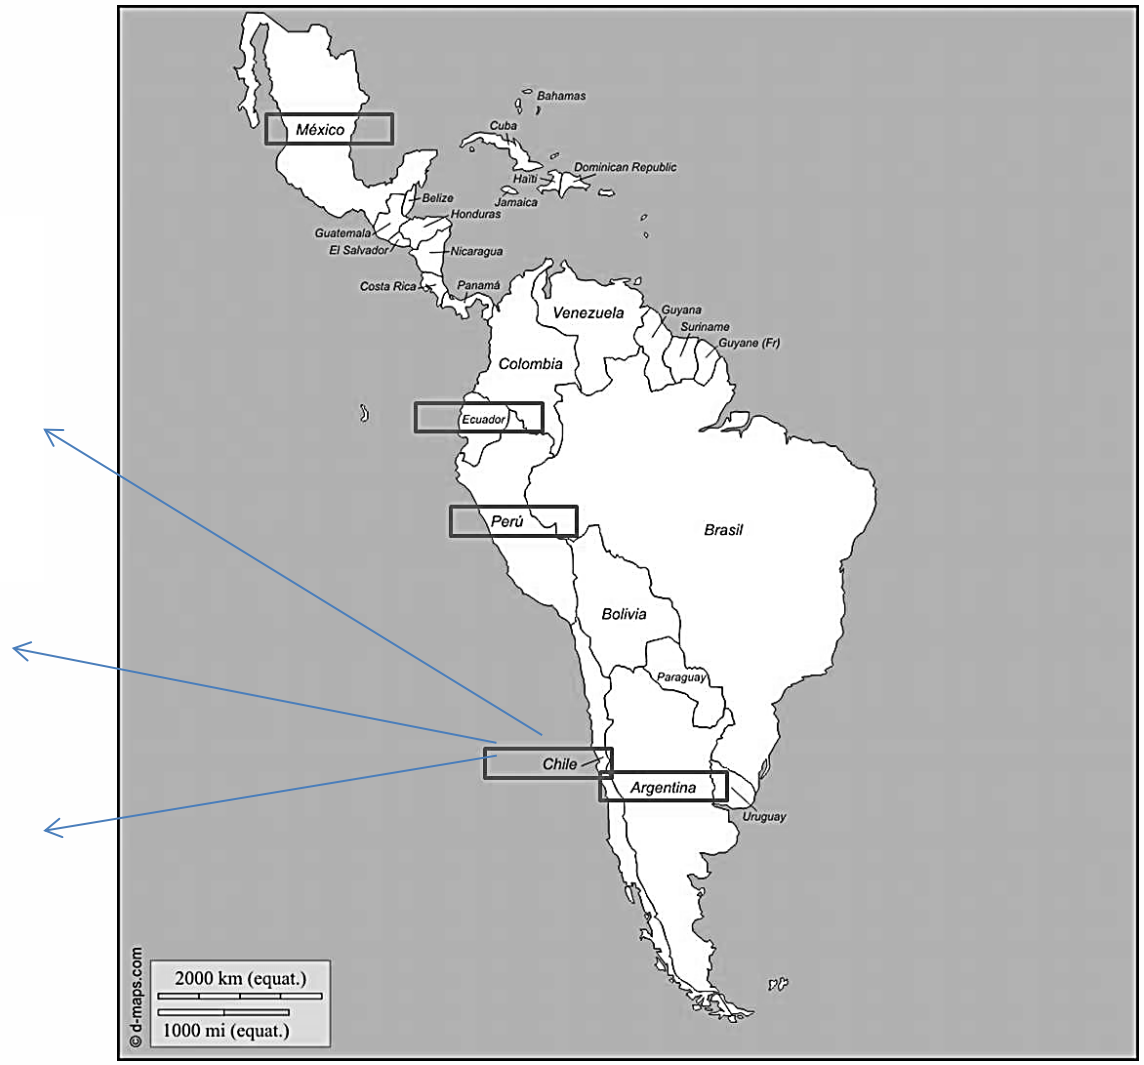 Bahamas
México
Cuba
Dominican Republic
Haïti
Jamaica
Belize
Honduras
Guatemala
El Salvador
Nicaragua
Costa Rica
Panamá
Venezuela
Guyana
Suriname
Guyane (Fr)
Colombia
Ecuador
Perú
Brasil
Bolivia
Paraguay
Chile
Argentina
Uruguay
© d-maps.com
2000 km (equat.)
1000 mi (equat.)